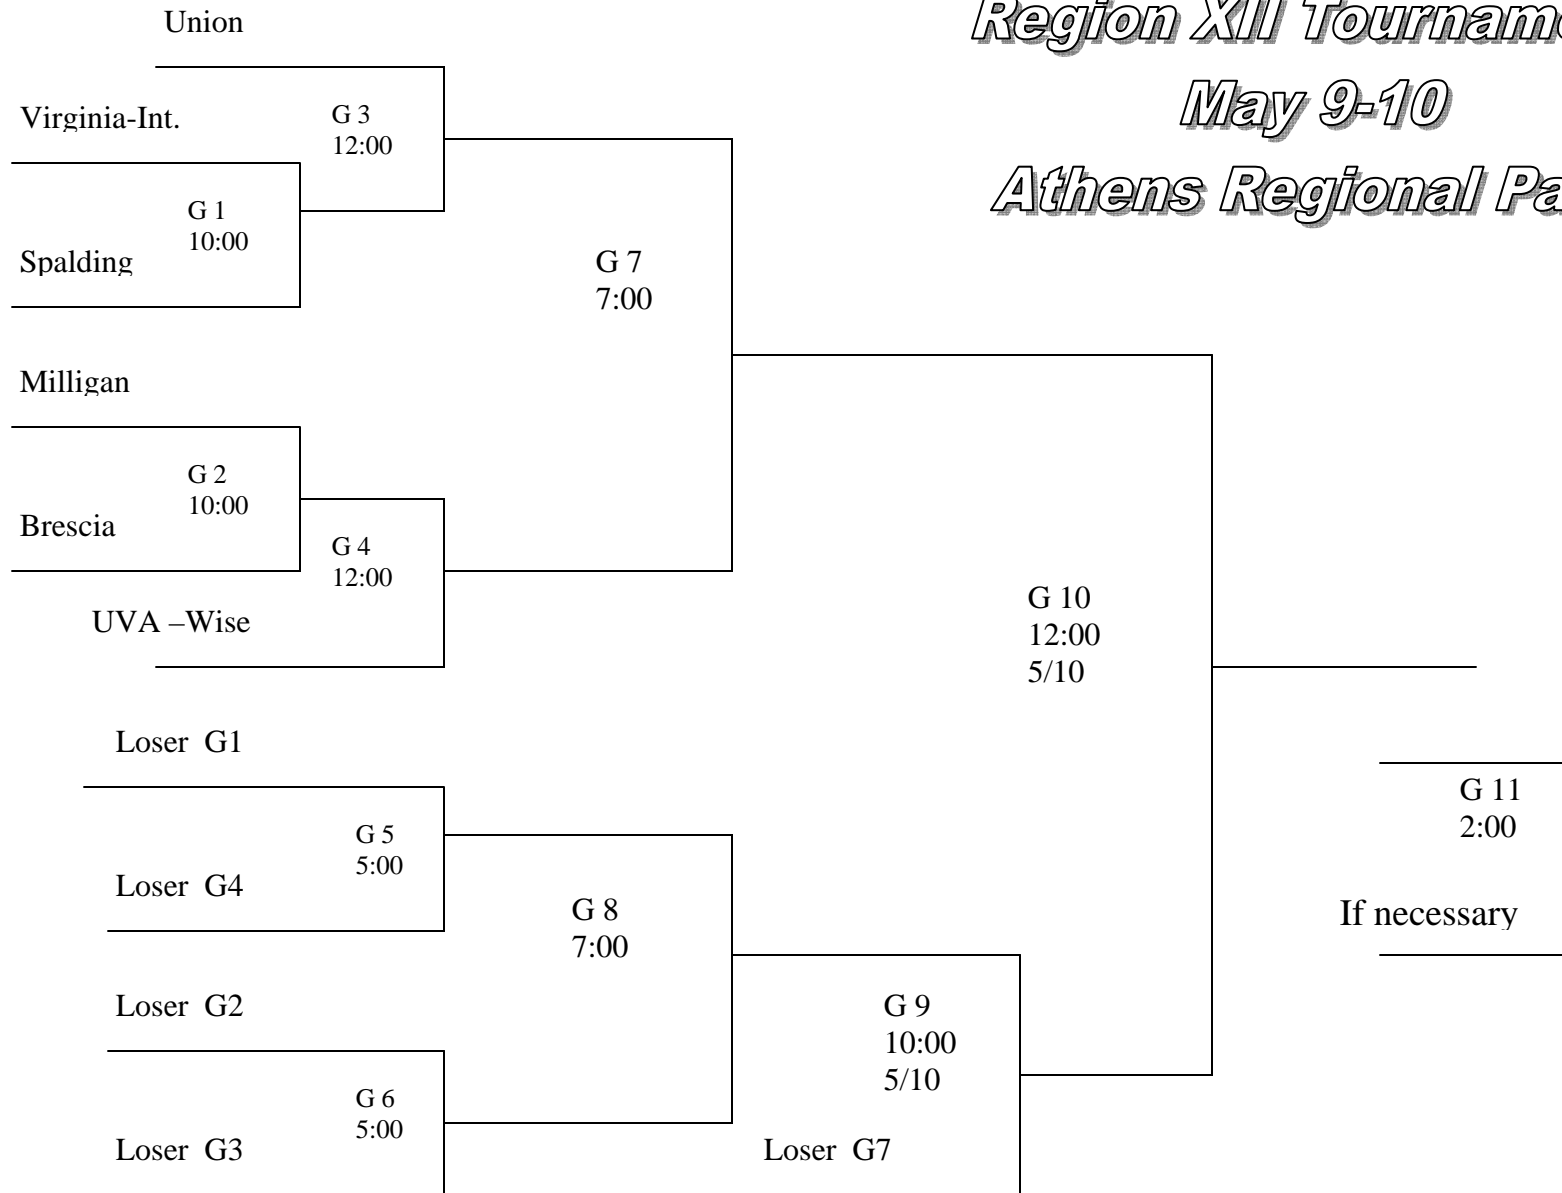 Region XII
May 9-10
Athens Regional
Union
Virginia-Int.
G 3
12:00
G 1
10:00
Spalding
G 7
7:00
Milligan
G 2
10:00
Brescia
G 4
12:00
UVA –Wise
G 10
12:00
5/10
Loser G1
G 5
5:00
Loser G4
G 11
2:00
If necessary
G 8
7:00
Loser G2
G 9
10:00
5/10
G 6
5:00
Loser G3
Loser G7